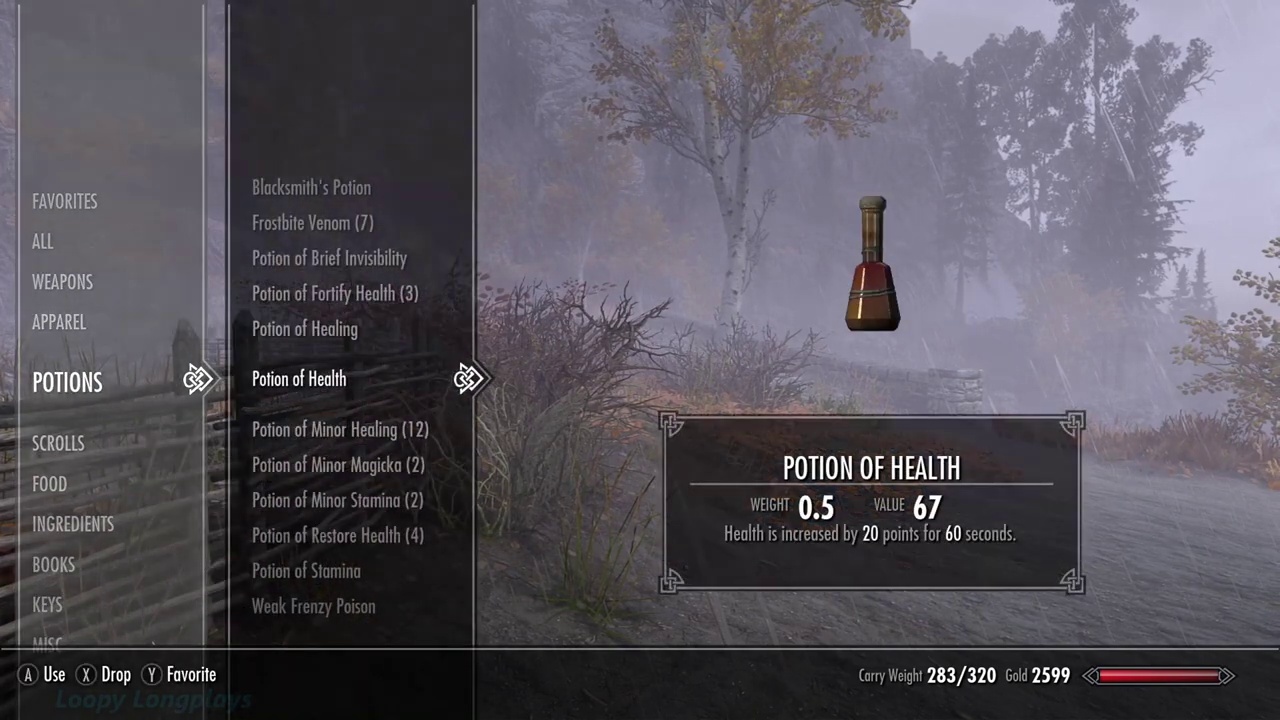 FAVORITES
ALL
WEAPONS
APPAREL
POTIONS
SCROLLS
FOOD
INGREDIENTS
BOOKS
KEYS
MISC
Blacksmith's Potion
Frostbite Venom (7)
Potion of Brief Invisibility
Potion of Fortify Health (3)
Potion of Healing
Potion of Health
Potion of Minor Healing (12)
Potion of Minor Magicka (2)
Potion of Minor Stamina (2)
Potion of Restore Health (4)
Potion of Stamina
Weak Frenzy Poison
POTION OF HEALTH
WEIGHT 0.5 VALUE 67
Health is increased by 20 points for 60 seconds.
A Use X Drop Y Favorite
Carry Weight 283/320 Gold 2599
Loopy Longplays